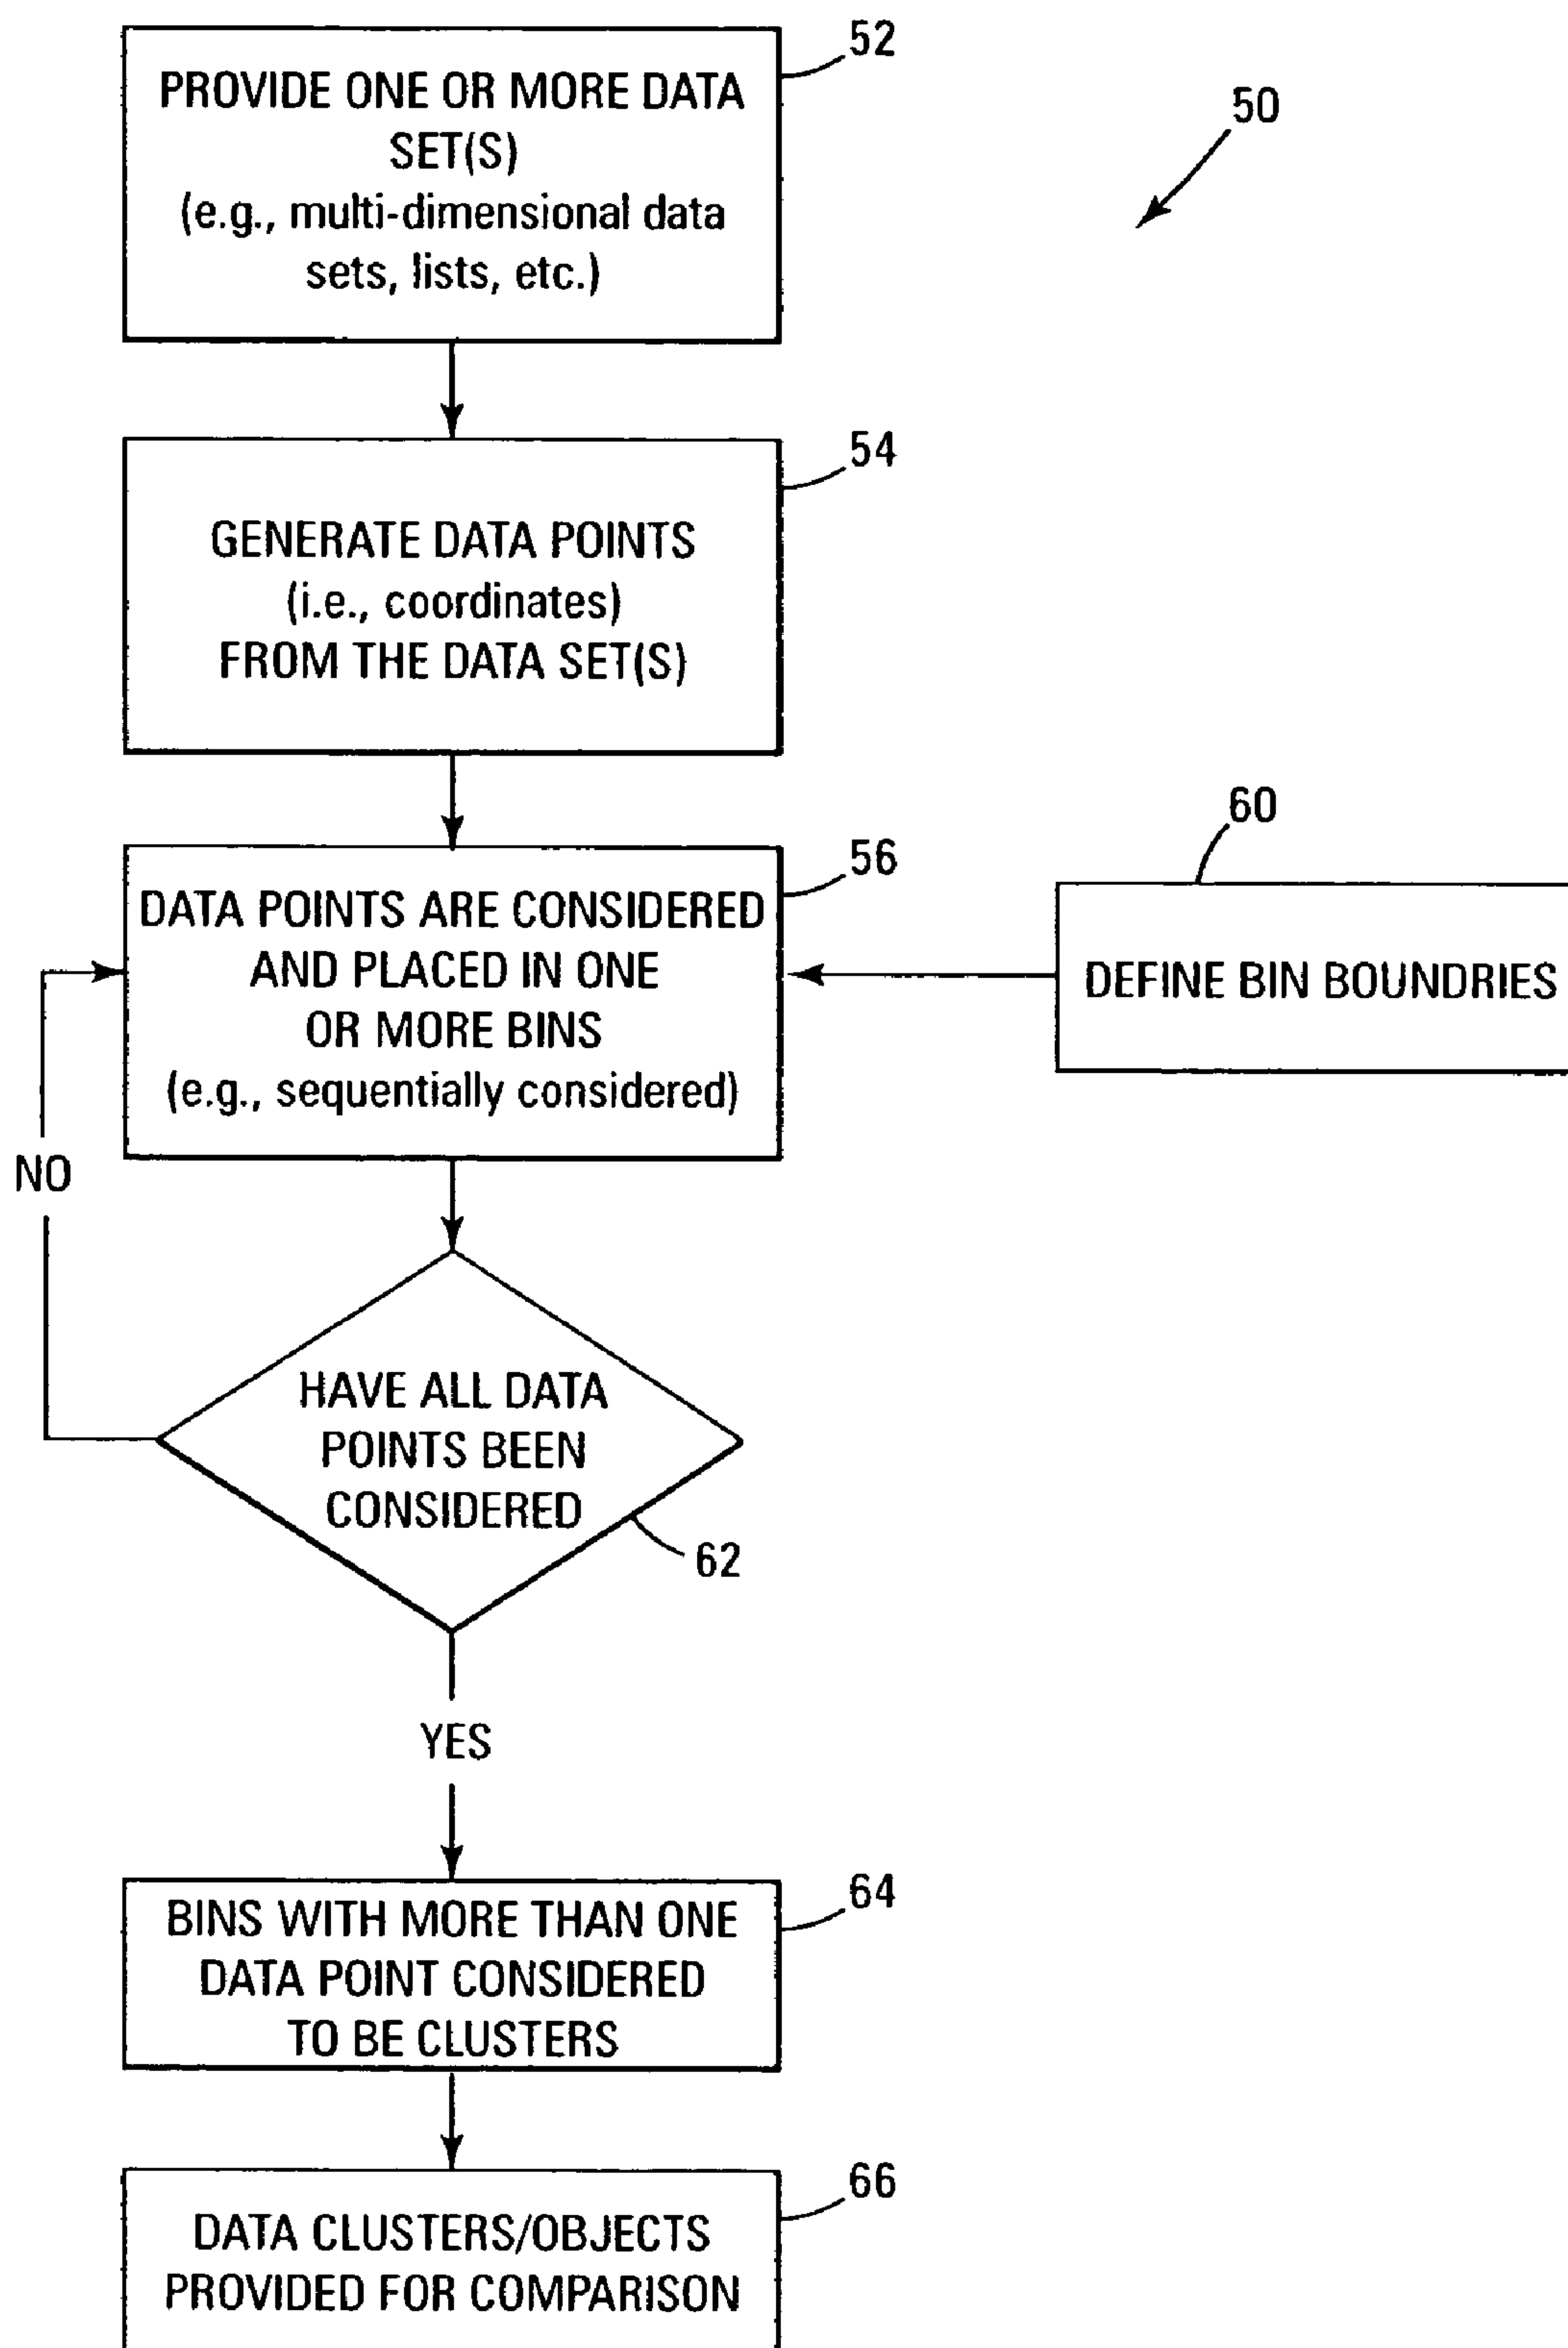 52
PROVIDE ONE OR MORE DATA
SET(S)
(e.g., multi-dimensional data
sets, lists, etc.)
50
54
GENERATE DATA POINTS
(i.e., coordinates)
FROM THE DATA SET(S)
56
DATA POINTS ARE CONSIDERED
AND PLACED IN ONE
OR MORE BINS
(e.g., sequentially considered)
60
DEFINE BIN BOUNDRIES
NO
HAVE ALL DATA
POINTS BEEN
CONSIDERED
62
YES
64
BINS WITH MORE THAN ONE
DATA POINT CONSIDERED
TO BE CLUSTERS
66
DATA CLUSTERS/OBJECTS
PROVIDED FOR COMPARISON